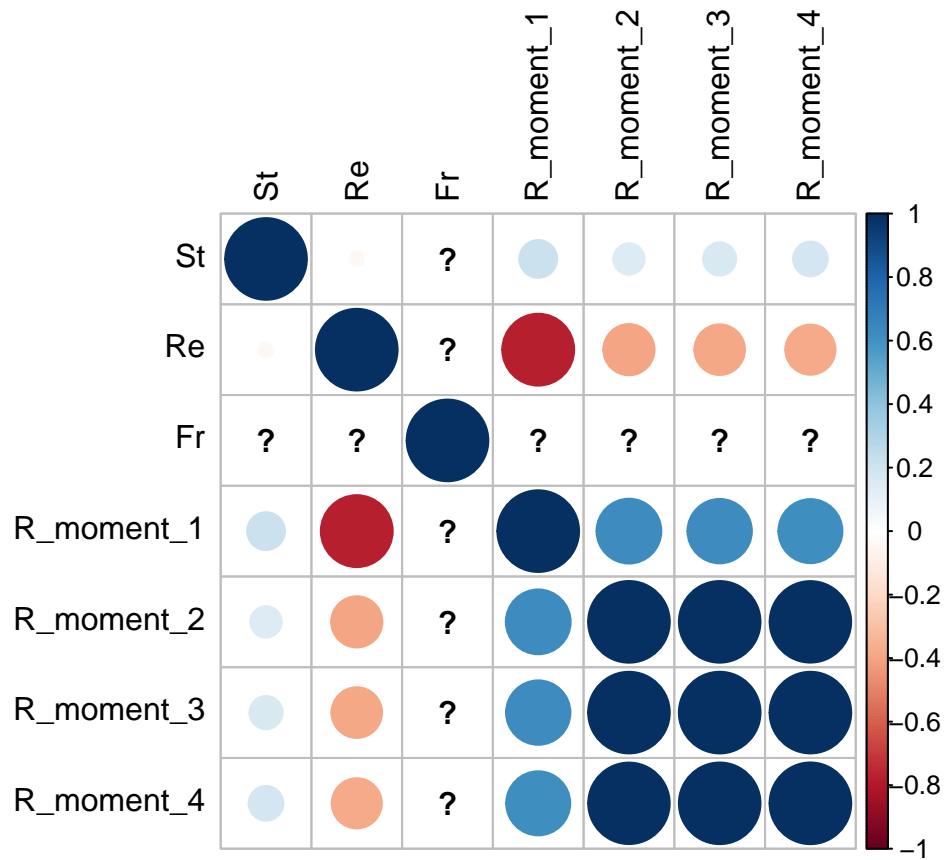 St
Re
Fr
R_moment_1
R_moment_2
R_moment_3
R_moment_4
St ?
Re ?
Fr ? ? ? ? ? ?
R_moment_1 ?
R_moment_2 ?
R_moment_3 ?
R_moment_4 ?
1
0.8
0.6
0.4
0.2
0
−0.2
−0.4
−0.6
−0.8
−1